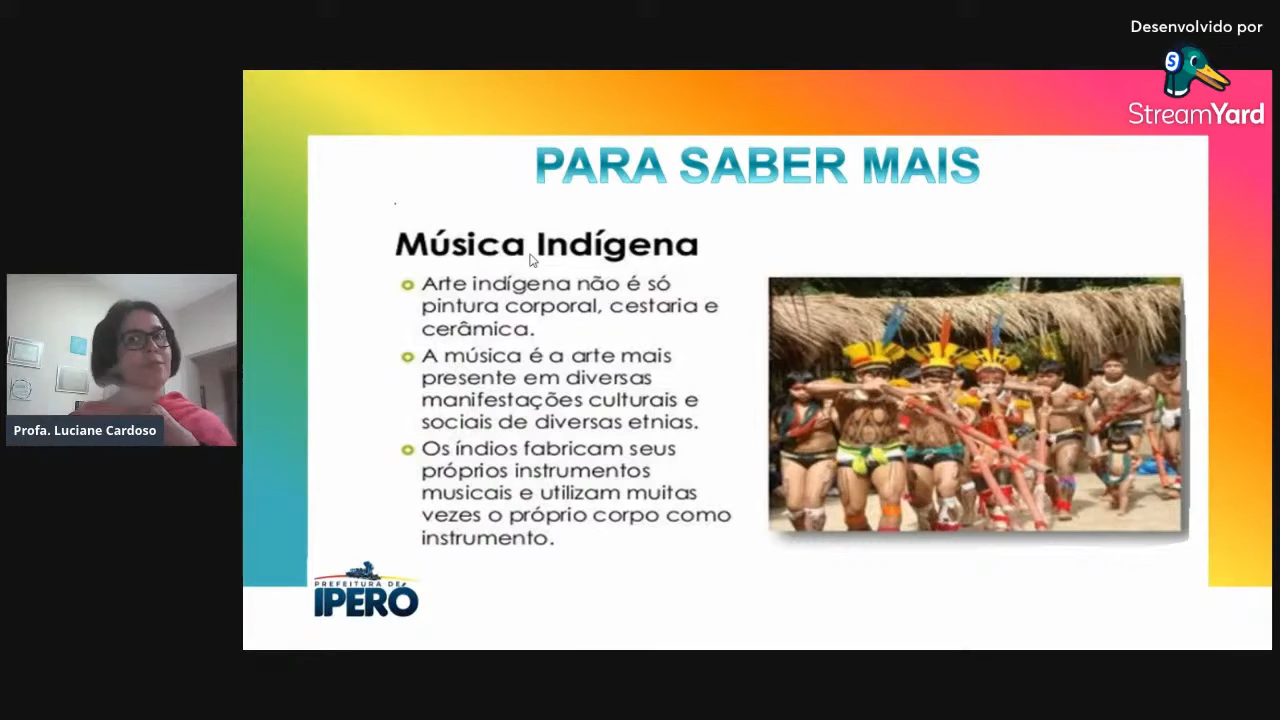 Desenvolvido por
S
StreamYard
PARA SABER MAIS
Música Indígena
Arte indígena não é só
pintura corporal, cestaria e
cerâmica.
A música é a arte mais
presente em diversas
manifestações culturais e
sociais de diversas etnias.
Os índios fabricam seus
próprios instrumentos
musicais e utilizam muitas
vezes o próprio corpo como
instrumento.
Profa. Luciane Cardoso
PREFEITURA DE
IPERÓ